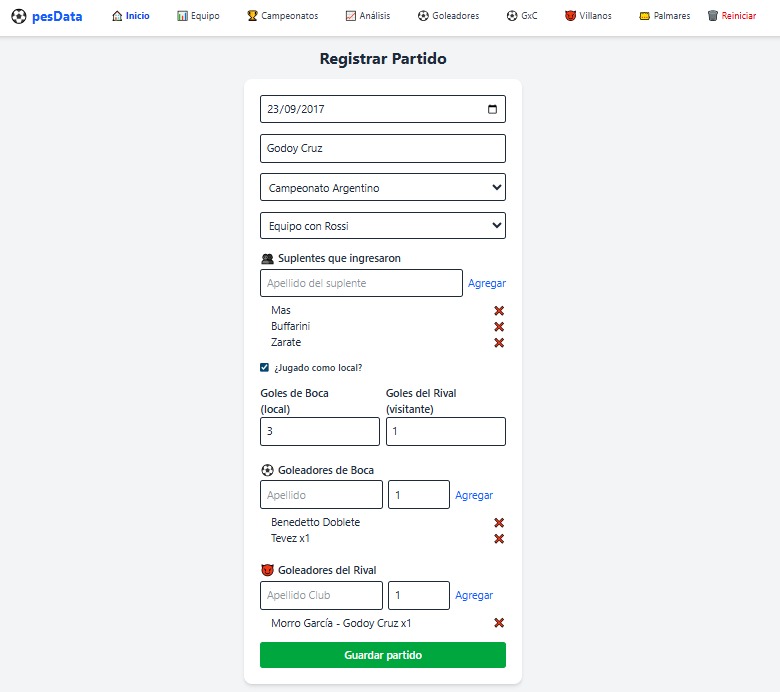 pesData Inicio Equipo Campeonatos Análisis Goleadores GxC Villanos Palmares Reiniciar
Registrar Partido
23/09/2017
Godoy Cruz
Campeonato Argentino
Equipo con Rossi
Suplentes que ingresaron
Apellido del suplente Agregar
Mas
Buffarini
Zarate
¿Jugado como local?
Goles de Boca Goles del Rival
(local) (visitante)
3 1
Goleadores de Boca
Apellido 1 Agregar
Benedetto Doblete
Tevez x1
Goleadores del Rival
Apellido Club 1 Agregar
Morro García - Godoy Cruz x1
Guardar partido